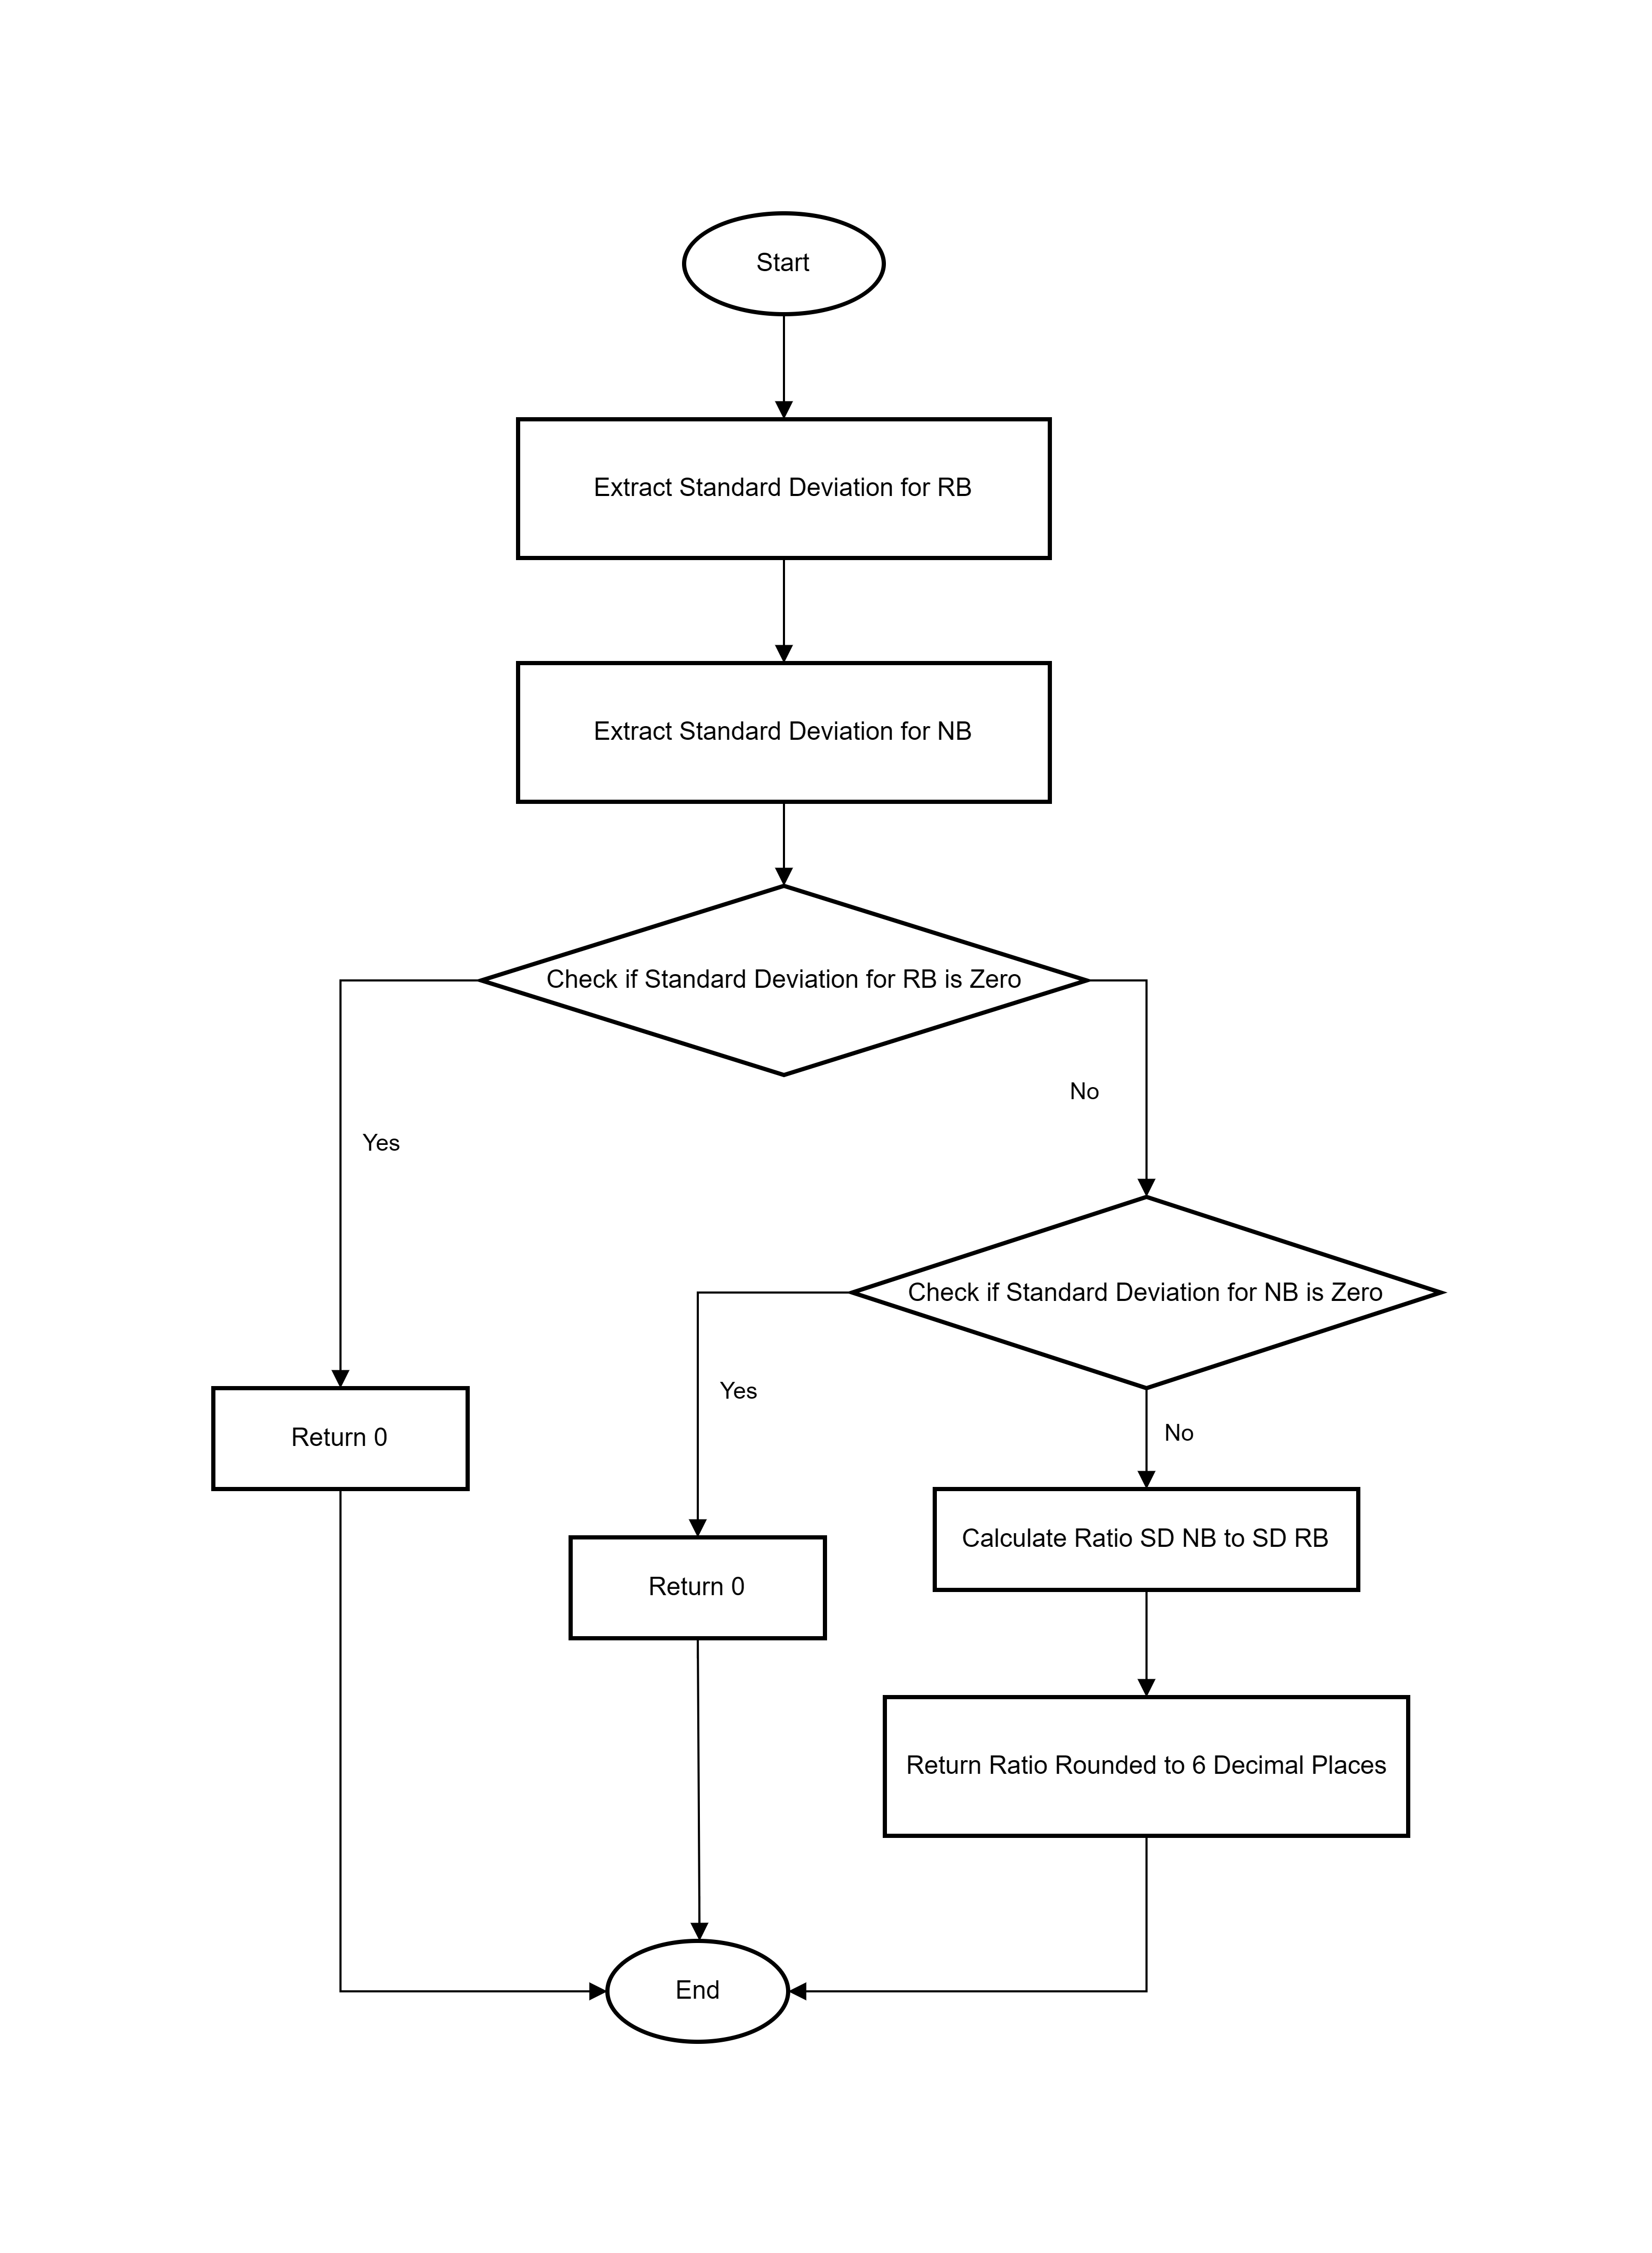 Start
Extract Standard Deviation for RB
Extract Standard Deviation for NB
Check if Standard Deviation for RB is Zero
No
Yes
Check if Standard Deviation for NB is Zero
Yes
No
Return 0
Calculate Ratio SD NB to SD RB
Return 0
Return Ratio Rounded to 6 Decimal Places
End